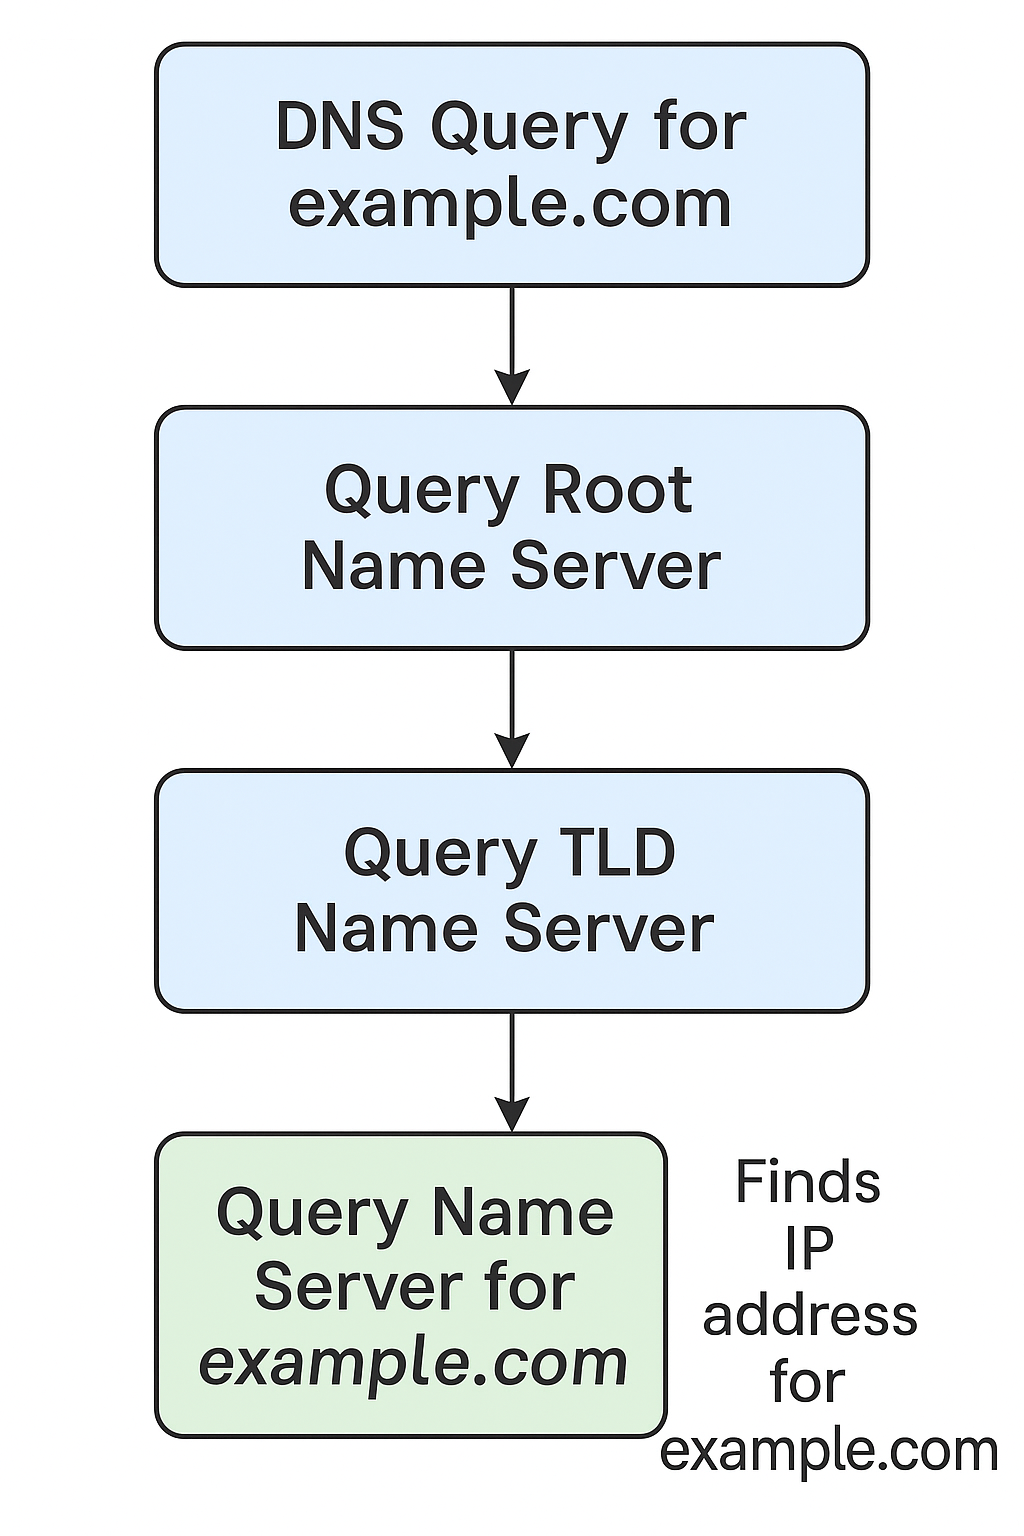 DNS Query for
example.com
Query Root
Name Server
Query TLD
Name Server
Query Name
Server for
example.com
Finds
IP
address
for
example.com